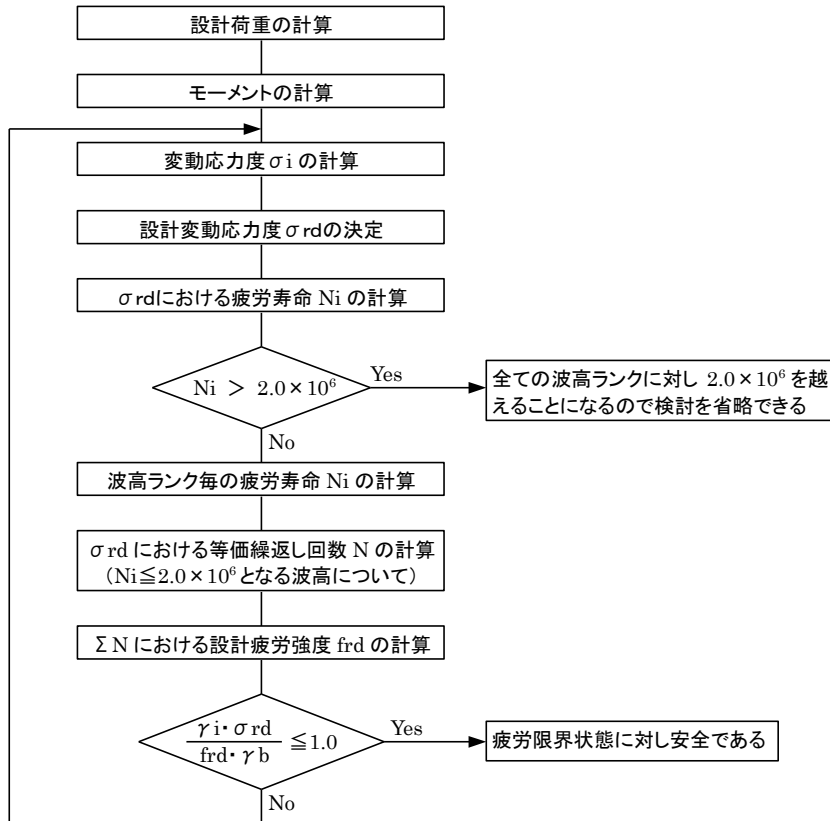 設計荷重の計算
モーメントの計算
変動応力度σiの計算
設計変動応力度σrdの決定
σrdにおける疲労寿命 Ni の計算
Ni > 2.0×10⁶
Yes
全ての波高ランクに対し 2.0×10⁶ を越
えることになるので検討を省略できる
No
波高ランク毎の疲労寿命 Ni の計算
σrd における等価繰返し回数 N の計算
(Ni≦2.0×10⁶となる波高について)
ΣN における設計疲労強度 frd の計算
γi・σrd
frd・γb
≦1.0
Yes
疲労限界状態に対し安全である
No